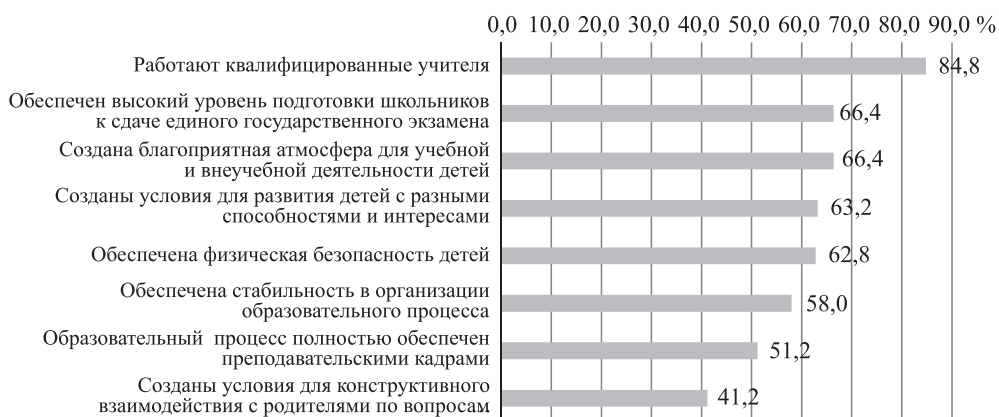 0,0 10,0 20,0 30,0 40,0 50,0 60,0 70,0 80,0 90,0 %
Работают квалифицированные учителя 84,8
Обеспечен высокий уровень подготовки школьников
к сдаче единого государственного экзамена 66,4
Создана благоприятная атмосфера для учебной
и внеучебной деятельности детей 66,4
Созданы условия для развития детей с разными
способностями и интересами 63,2
Обеспечена физическая безопасность детей 62,8
Обеспечена стабильность в организации
образовательного процесса 58,0
Образовательный процесс полностью обеспечен
преподавательскими кадрами 51,2
Созданы условия для конструктивного
взаимодействия с родителями по вопросам 41,2